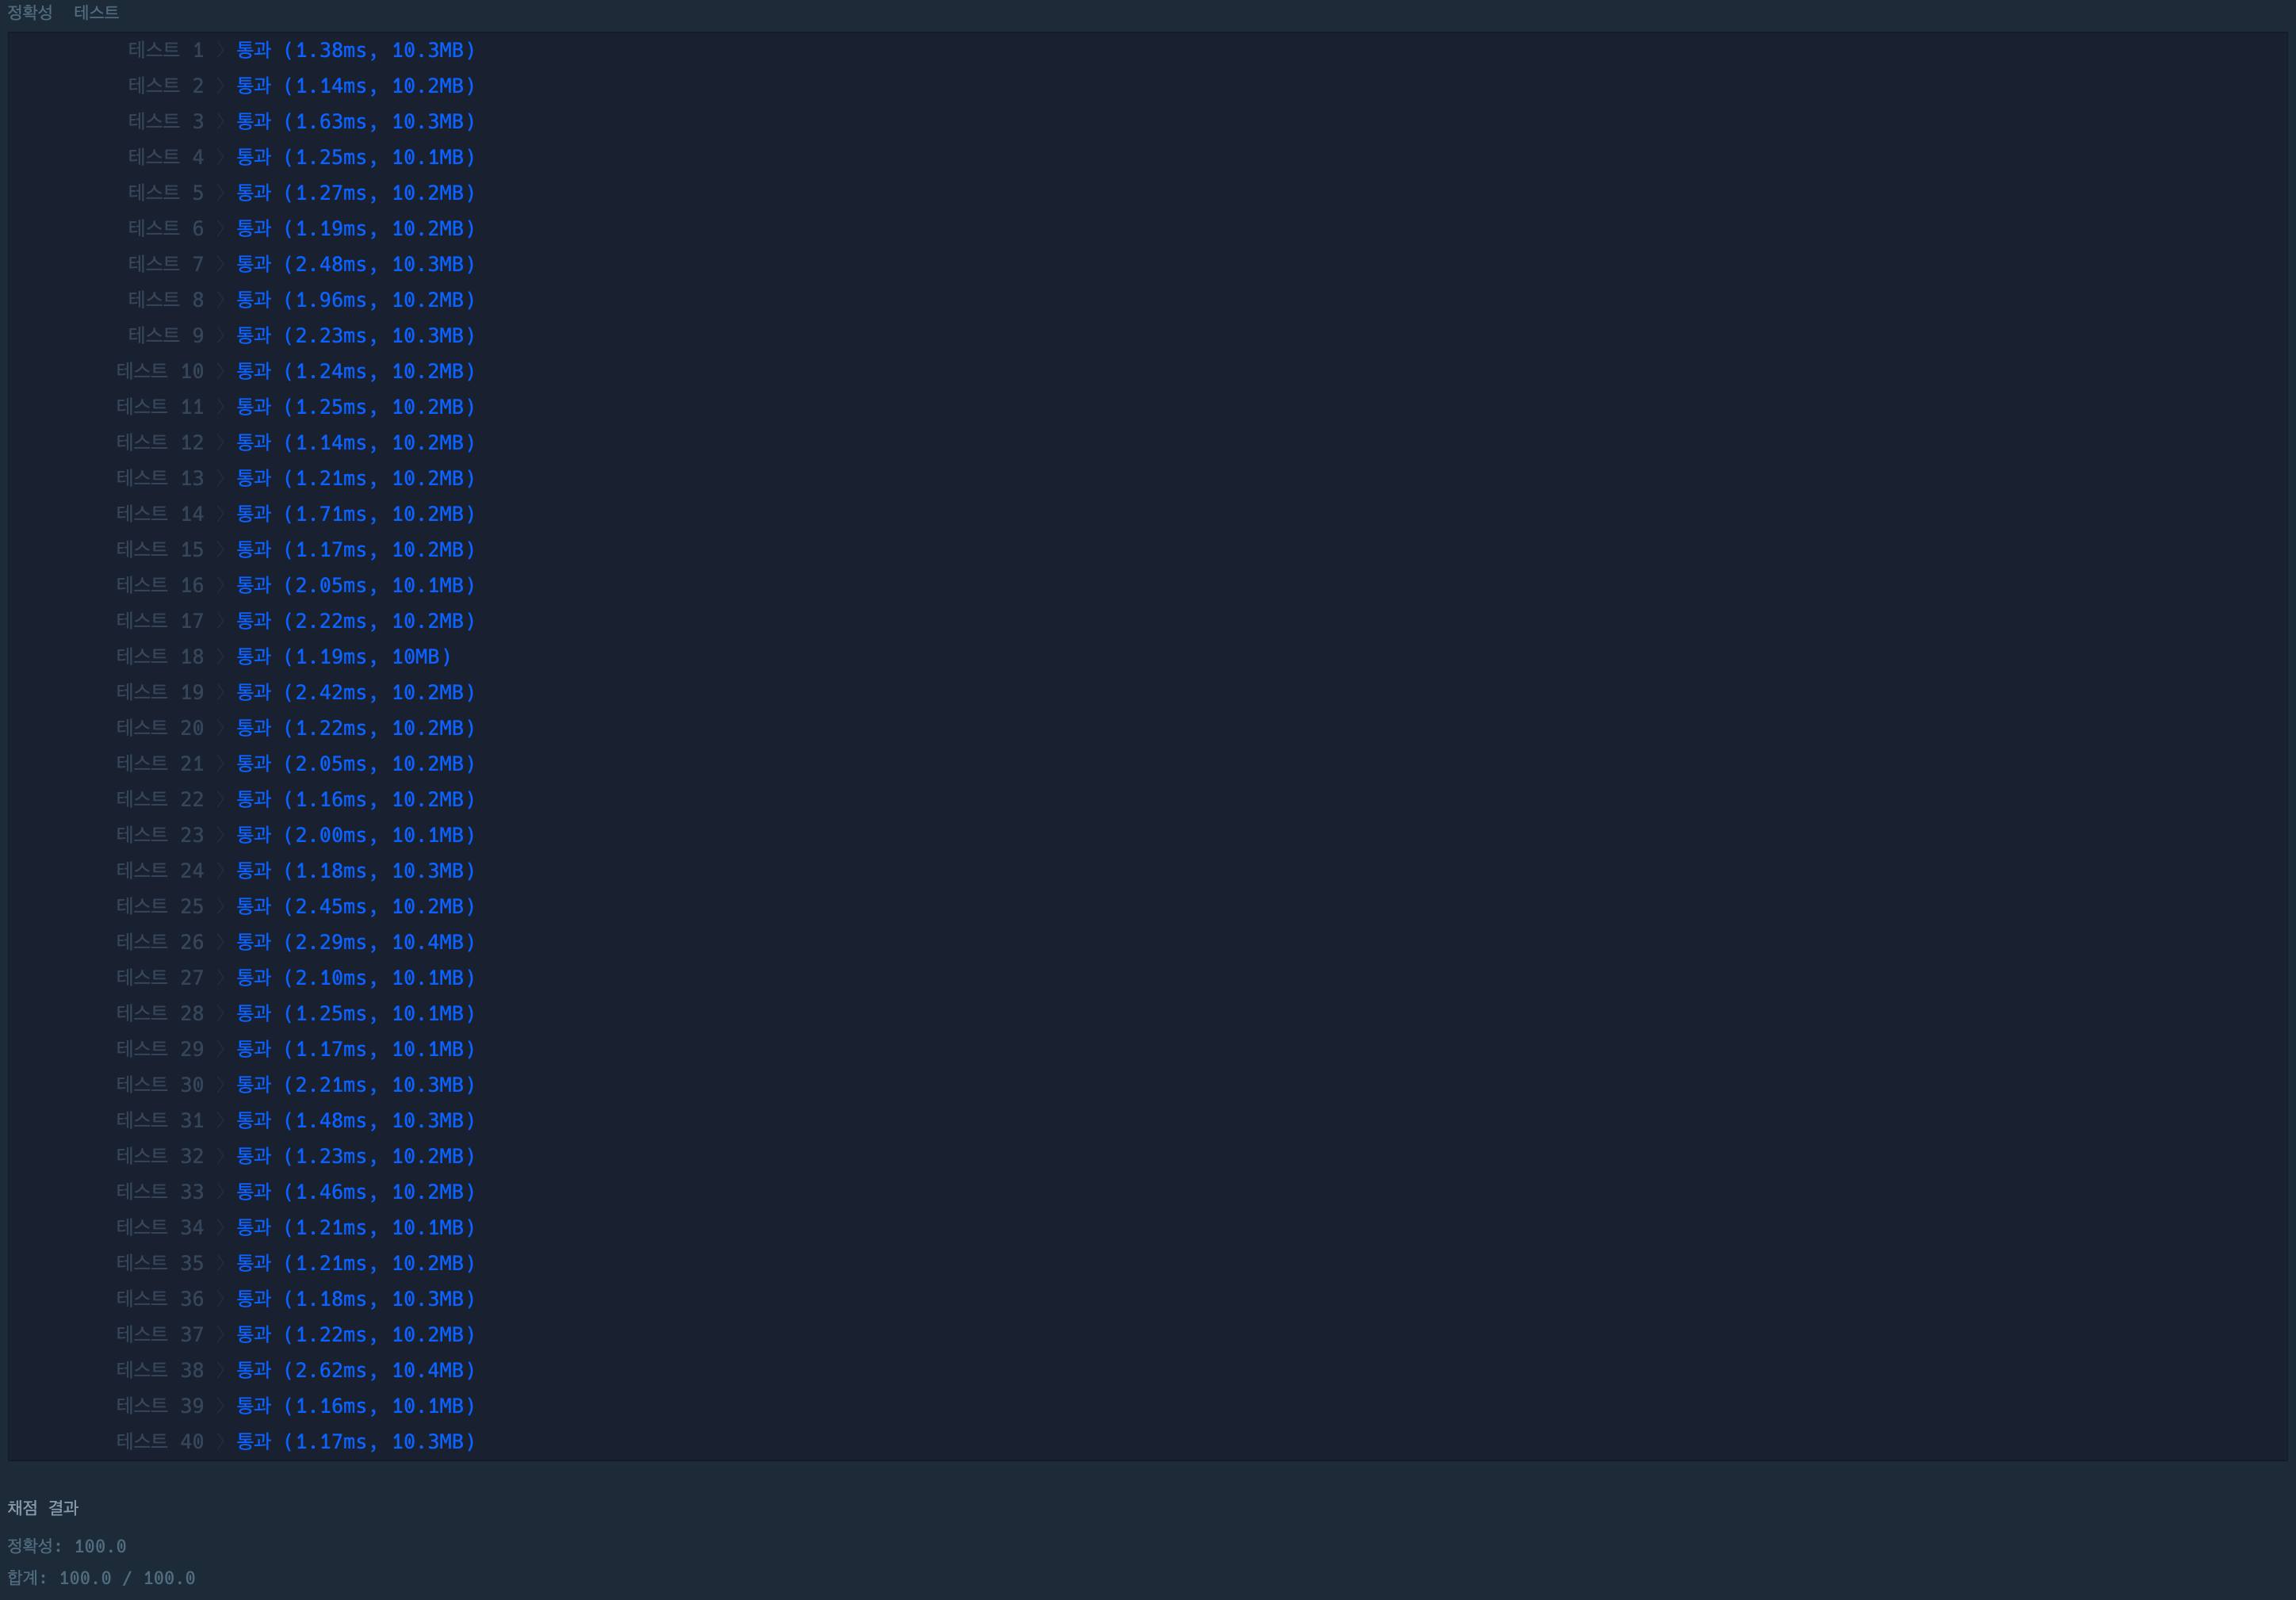 정확성 테스트
테스트 1 〉 통과 (1.38ms, 10.3MB)
테스트 2 〉 통과 (1.14ms, 10.2MB)
테스트 3 〉 통과 (1.63ms, 10.3MB)
테스트 4 〉 통과 (1.25ms, 10.1MB)
테스트 5 〉 통과 (1.27ms, 10.2MB)
테스트 6 〉 통과 (1.19ms, 10.2MB)
테스트 7 〉 통과 (2.48ms, 10.3MB)
테스트 8 〉 통과 (1.96ms, 10.2MB)
테스트 9 〉 통과 (2.23ms, 10.3MB)
테스트 10 〉 통과 (1.24ms, 10.2MB)
테스트 11 〉 통과 (1.25ms, 10.2MB)
테스트 12 〉 통과 (1.14ms, 10.2MB)
테스트 13 〉 통과 (1.21ms, 10.2MB)
테스트 14 〉 통과 (1.71ms, 10.2MB)
테스트 15 〉 통과 (1.17ms, 10.2MB)
테스트 16 〉 통과 (2.05ms, 10.1MB)
테스트 17 〉 통과 (2.22ms, 10.2MB)
테스트 18 〉 통과 (1.19ms, 10MB)
테스트 19 〉 통과 (2.42ms, 10.2MB)
테스트 20 〉 통과 (1.22ms, 10.2MB)
테스트 21 〉 통과 (2.05ms, 10.2MB)
테스트 22 〉 통과 (1.16ms, 10.2MB)
테스트 23 〉 통과 (2.00ms, 10.1MB)
테스트 24 〉 통과 (1.18ms, 10.3MB)
테스트 25 〉 통과 (2.45ms, 10.2MB)
테스트 26 〉 통과 (2.29ms, 10.4MB)
테스트 27 〉 통과 (2.10ms, 10.1MB)
테스트 28 〉 통과 (1.25ms, 10.1MB)
테스트 29 〉 통과 (1.17ms, 10.1MB)
테스트 30 〉 통과 (2.21ms, 10.3MB)
테스트 31 〉 통과 (1.48ms, 10.3MB)
테스트 32 〉 통과 (1.23ms, 10.2MB)
테스트 33 〉 통과 (1.46ms, 10.2MB)
테스트 34 〉 통과 (1.21ms, 10.1MB)
테스트 35 〉 통과 (1.21ms, 10.2MB)
테스트 36 〉 통과 (1.18ms, 10.3MB)
테스트 37 〉 통과 (1.22ms, 10.2MB)
테스트 38 〉 통과 (2.62ms, 10.4MB)
테스트 39 〉 통과 (1.16ms, 10.1MB)
테스트 40 〉 통과 (1.17ms, 10.3MB)
채점 결과
정확성: 100.0
합계: 100.0 / 100.0